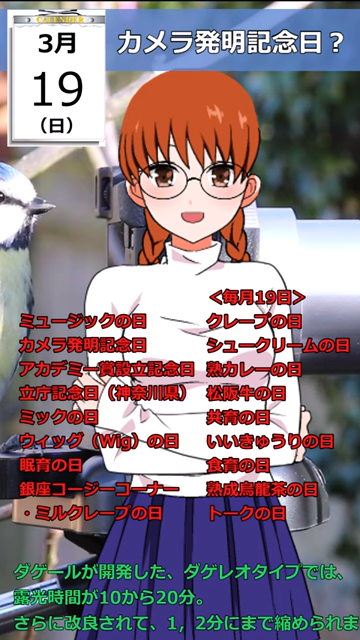 CALENDER
3月
19
（日）
カメラ発明記念日？
ミュージックの日
カメラ発明記念日
アカデミー賞設立記念日
立庁記念日（神奈川県）
ミックの日
ウィッグ（Wig）の日
眠育の日
銀座コージーコーナー
・ミルクレープの日
＜毎月19日＞
クレープの日
シュークリームの日
熟カレーの日
松阪牛の日
共育の日
いいきゅうりの日
食育の日
熟成烏龍茶の日
トークの日
ダゲールが開発した、ダゲレオタイプでは、
露光時間が10から20分。
さらに改良されて、1，2分にまで縮められま